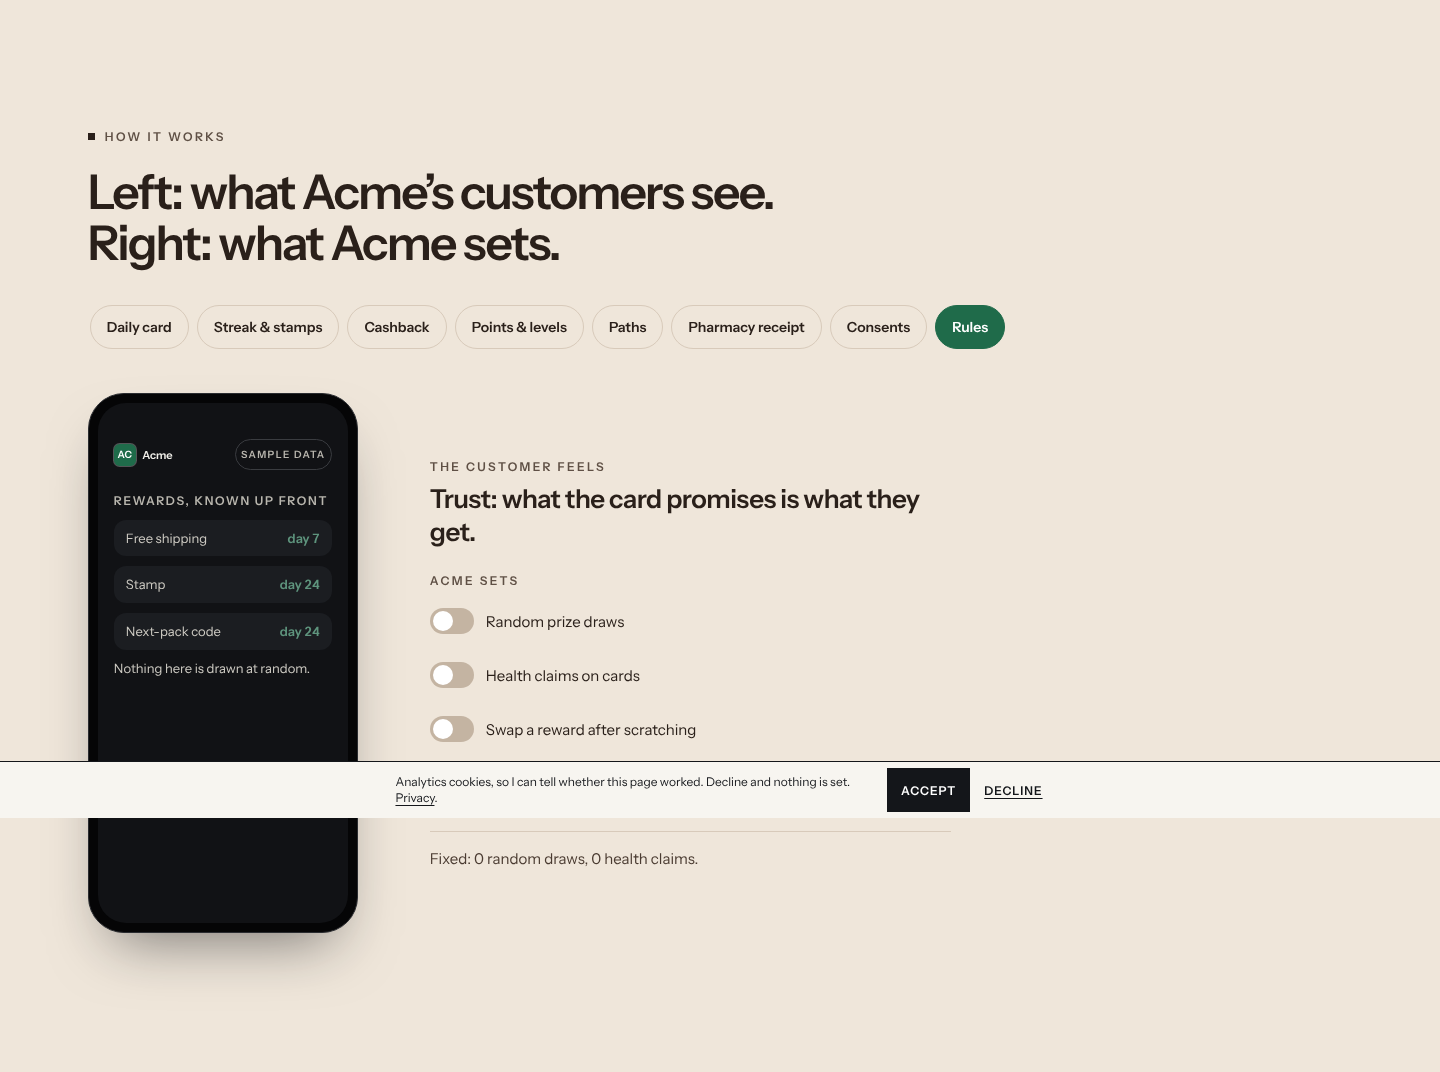 HOW IT WORKS
Left: what Acme’s customers see.
Right: what Acme sets.
Daily card
Streak & stamps
Cashback
Points & levels
Paths
Pharmacy receipt
Consents
Rules
AC
Acme
SAMPLE DATA
REWARDS, KNOWN UP FRONT
Free shipping
day 7
Stamp
day 24
Next-pack code
day 24
Nothing here is drawn at random.
THE CUSTOMER FEELS
Trust: what the card promises is what they
get.
ACME SETS
Random prize draws
Health claims on cards
Swap a reward after scratching
Analytics cookies, so I can tell whether this page worked. Decline and nothing is set.
Privacy.
ACCEPT
DECLINE
Fixed: 0 random draws, 0 health claims.